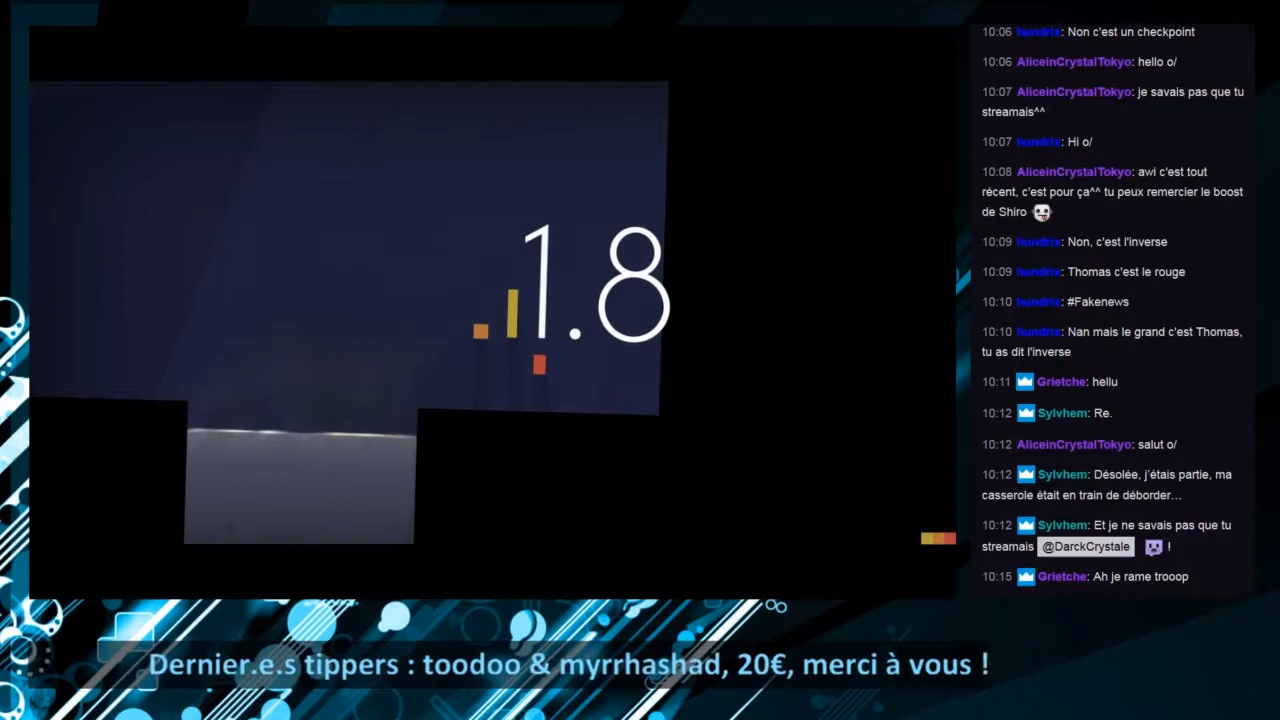 1.8
10:06 hundrix: Non c'est un checkpoint
10:06 AliceinCrystalTokyo: hello o/
10:07 AliceinCrystalTokyo: je savais pas que tu
streamais^^
10:07 hundrix: Hi o/
10:08 AliceinCrystalTokyo: awi c'est tout
récent, c'est pour ça^^ tu peux remercier le boost
de Shiro
10:09 hundrix: Non, c'est l'inverse
10:09 hundrix: Thomas c'est le rouge
10:10 hundrix: #Fakenews
10:10 hundrix: Nan mais le grand c'est Thomas,
tu as dit l'inverse
10:11 Grietche: hellu
10:12 Sylvhem: Re.
10:12 AliceinCrystalTokyo: salut o/
10:12 Sylvhem: Désolée, j'étais partie, ma
casserole était en train de déborder…
10:12 Sylvhem: Et je ne savais pas que tu
streamais @DarckCrystale !
10:15 Grietche: Ah je rame trooop
Dernier.e.s tippers : toodoo & myrrhashad, 20€, merci à vous !